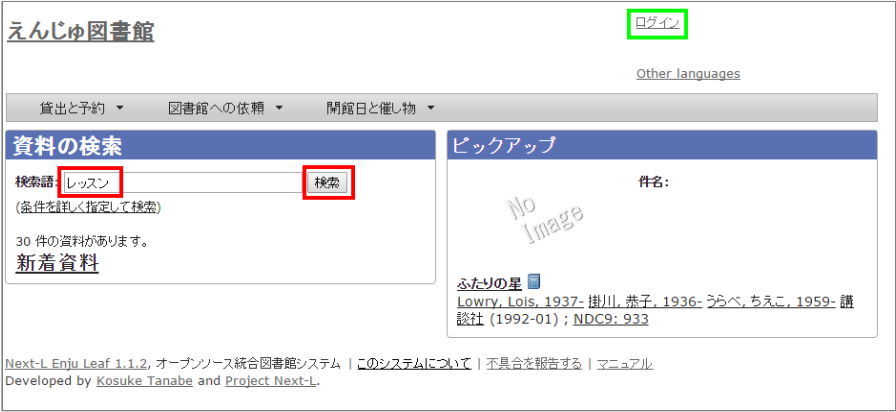 えんじゅ図書館
ログイン
Other languages
貸出と予約 ▼ 図書館への依頼 ▼ 開館日と催し物 ▼
資料の検索
検索語: レッスン 検索
(条件を詳しく指定して検索)
30 件の資料があります。
新着資料
ピックアップ
No Image
件名:
ふたりの星
Lowry, Lois, 1937- 掛川, 恭子, 1936- うらべ, ちえこ, 1959- 講
談社 (1992-01) ; NDC9: 933
Next-L Enju Leaf 1.1.2, オープンソース統合図書館システム | このシステムについて | 不具合を報告する | マニュアル
Developed by Kosuke Tanabe and Project Next-L.